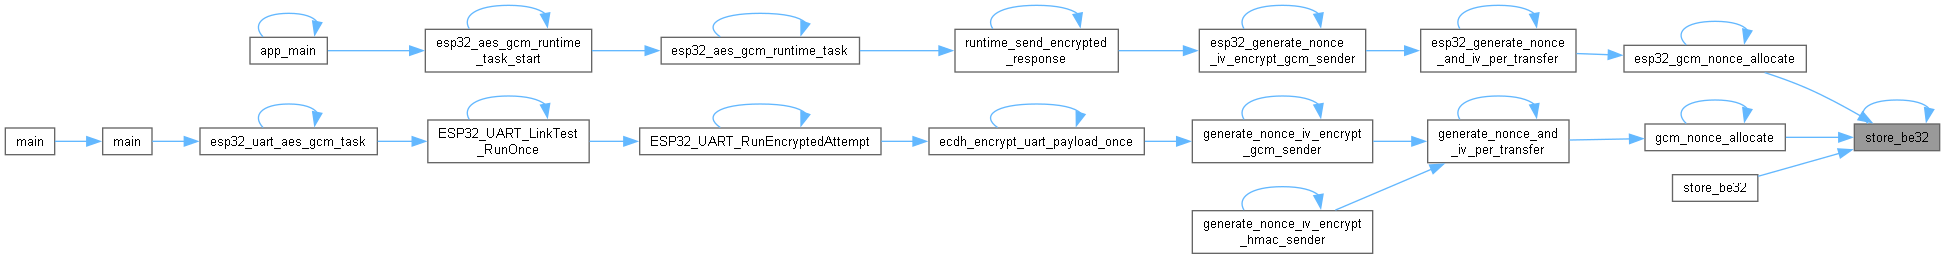 app_main
esp32_aes_gcm_runtime
_task_start
esp32_aes_gcm_runtime_task
runtime_send_encrypted
_response
esp32_generate_nonce
_iv_encrypt_gcm_sender
esp32_generate_nonce
_and_iv_per_transfer
esp32_gcm_nonce_allocate
main
main
esp32_uart_aes_gcm_task
ESP32_UART_LinkTest
_RunOnce
ESP32_UART_RunEncryptedAttempt
ecdh_encrypt_uart_payload_once
generate_nonce_iv_encrypt
_gcm_sender
generate_nonce_and
_iv_per_transfer
gcm_nonce_allocate
store_be32
store_be32
generate_nonce_iv_encrypt
_hmac_sender